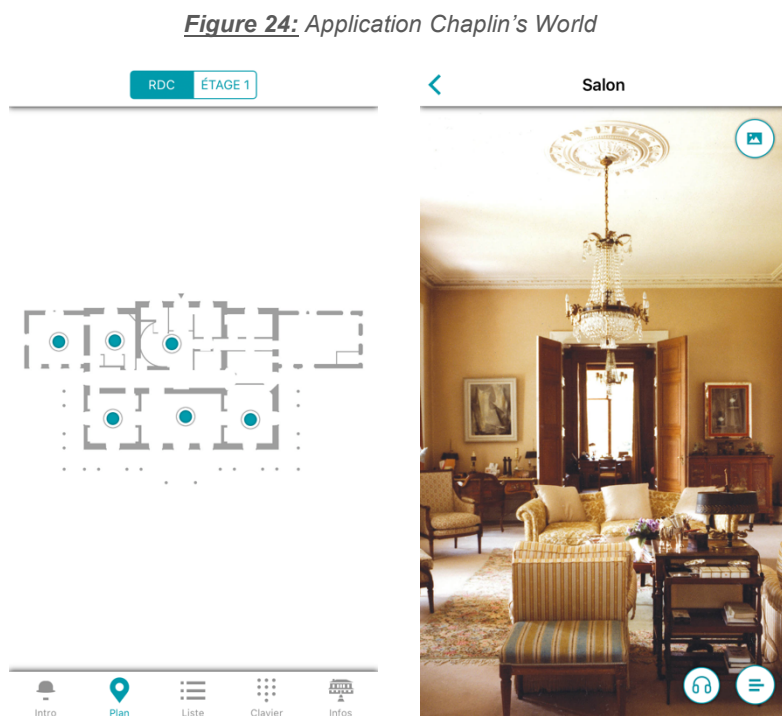 Figure 24: Application Chaplin’s World
RDC
ÉTAGE 1
Intro
Plan
Liste
Clavier
Infos
Salon